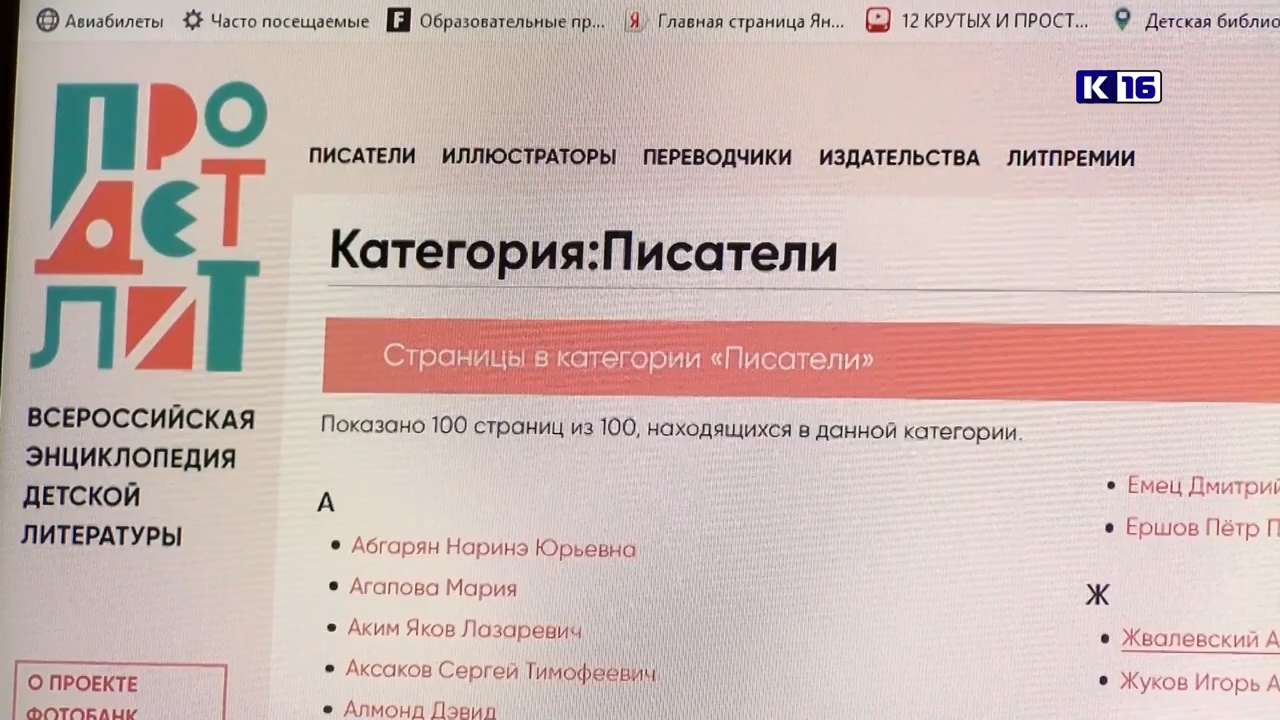 Авиабилеты Часто посещаемые Образовательные пр... Главная страница Ян... 12 КРУТЫХ И ПРОСТ... Детская библио
К 16
ПРО
ДЕТ
ЛИТ
ПИСАТЕЛИ ИЛЛЮСТРАТОРЫ ПЕРЕВОДЧИКИ ИЗДАТЕЛЬСТВА ЛИТПРЕМИИ
Категория:Писатели
Страницы в категории «Писатели»
Показано 100 страниц из 100, находящихся в данной категории.
ВСЕРОССИЙСКАЯ
ЭНЦИКЛОПЕДИЯ
ДЕТСКОЙ
ЛИТЕРАТУРЫ
О ПРОЕКТЕ
ФОТОБАНК
А
Абгарян Наринэ Юрьевна
Агапова Мария
Аким Яков Лазаревич
Аксаков Сергей Тимофеевич
Алмонд Дэвид
Емец Дмитрий
Ершов Пётр П
Ж
Жвалевский А
Жуков Игорь А